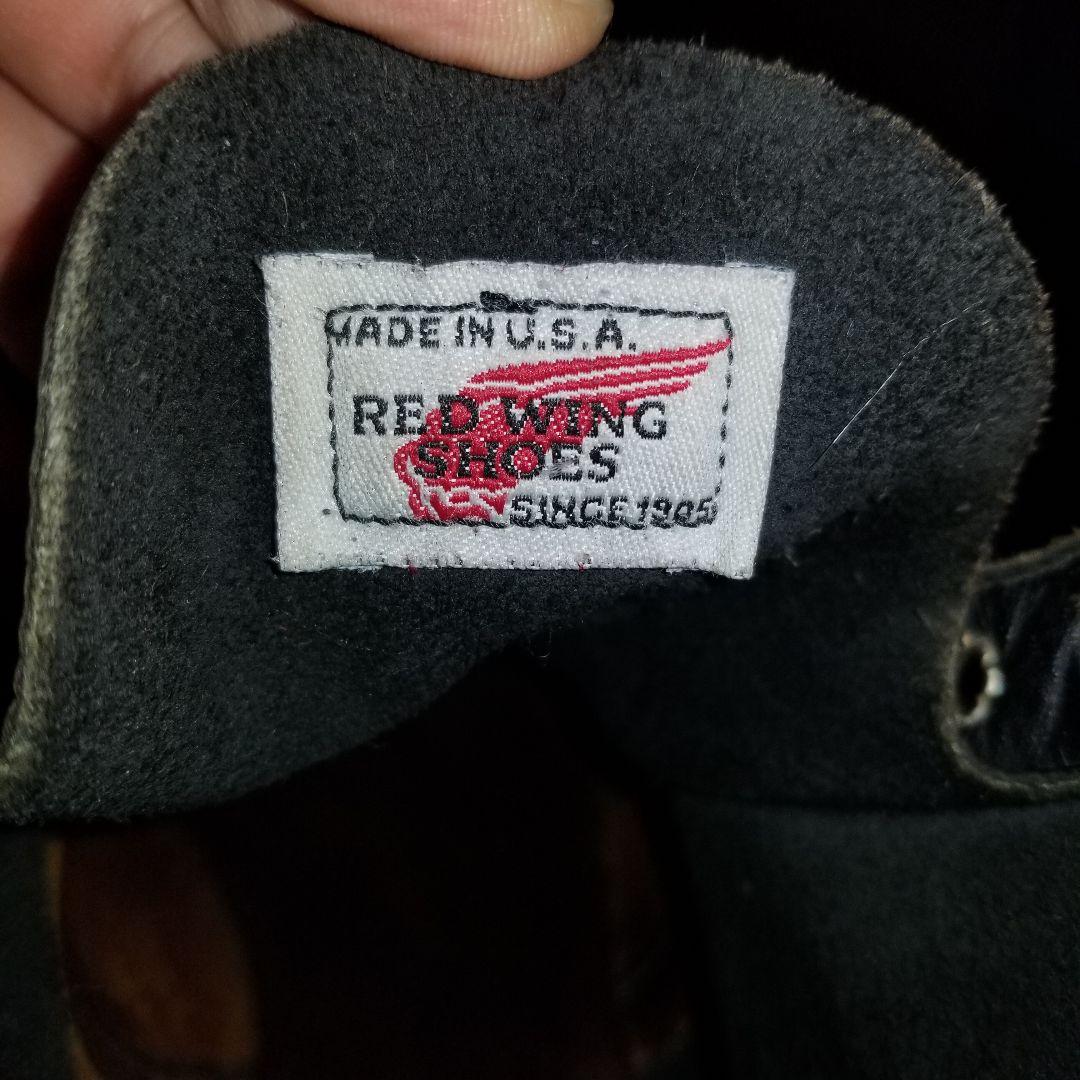 MADE IN U.S.A.
RED WING
SHOES
SINCE 1905